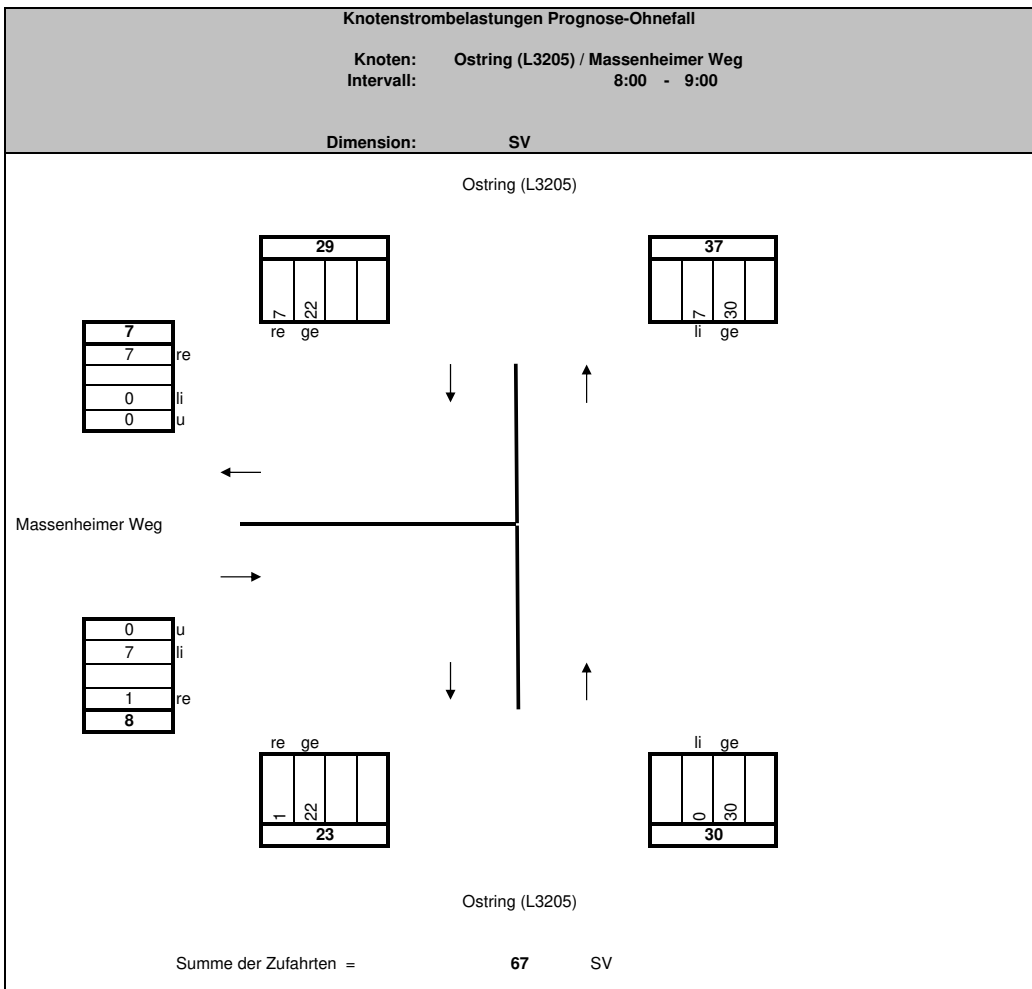 Knotenstrombelastungen Prognose-Ohnefall
Knoten: Ostring (L3205) / Massenheimer Weg
Intervall: 8:00 - 9:00
Dimension: SV
Ostring (L3205)
29
37
7 22
7 30
re ge
li ge
7
7 re
0 li
0 u
Massenheimer Weg
0 u
7 li
1 re
8
re ge
li ge
1 22
0 30
23
30
Ostring (L3205)
Summe der Zufahrten = 67 SV